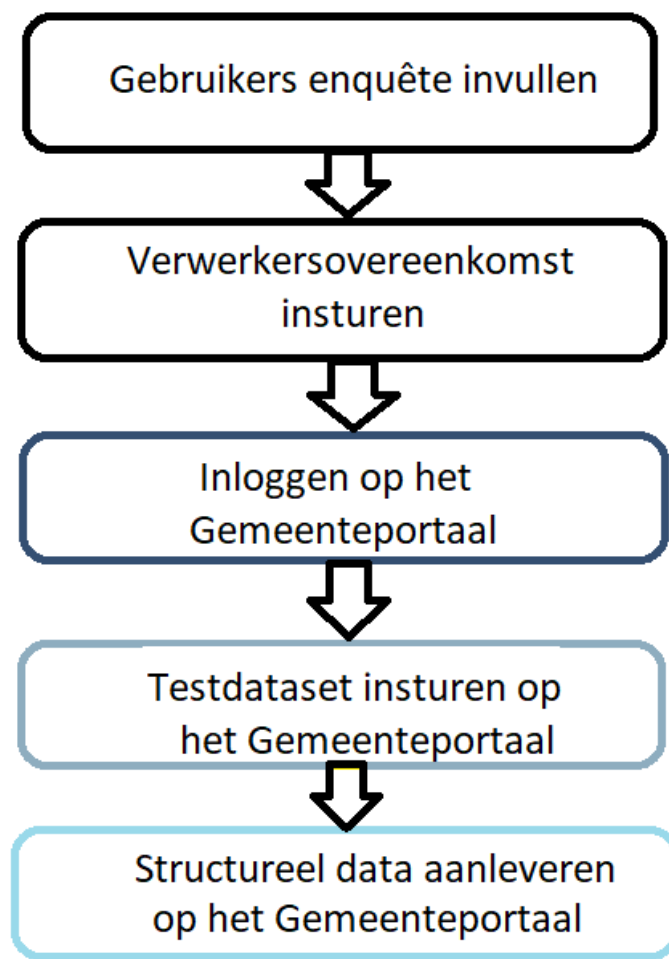 Gebruikers enquête invullen
Verwerkersovereenkomst
insturen
Inloggen op het
Gemeenteportaal
Testdataset insturen op
het Gemeenteportaal
Structureel data aanleveren
op het Gemeenteportaal